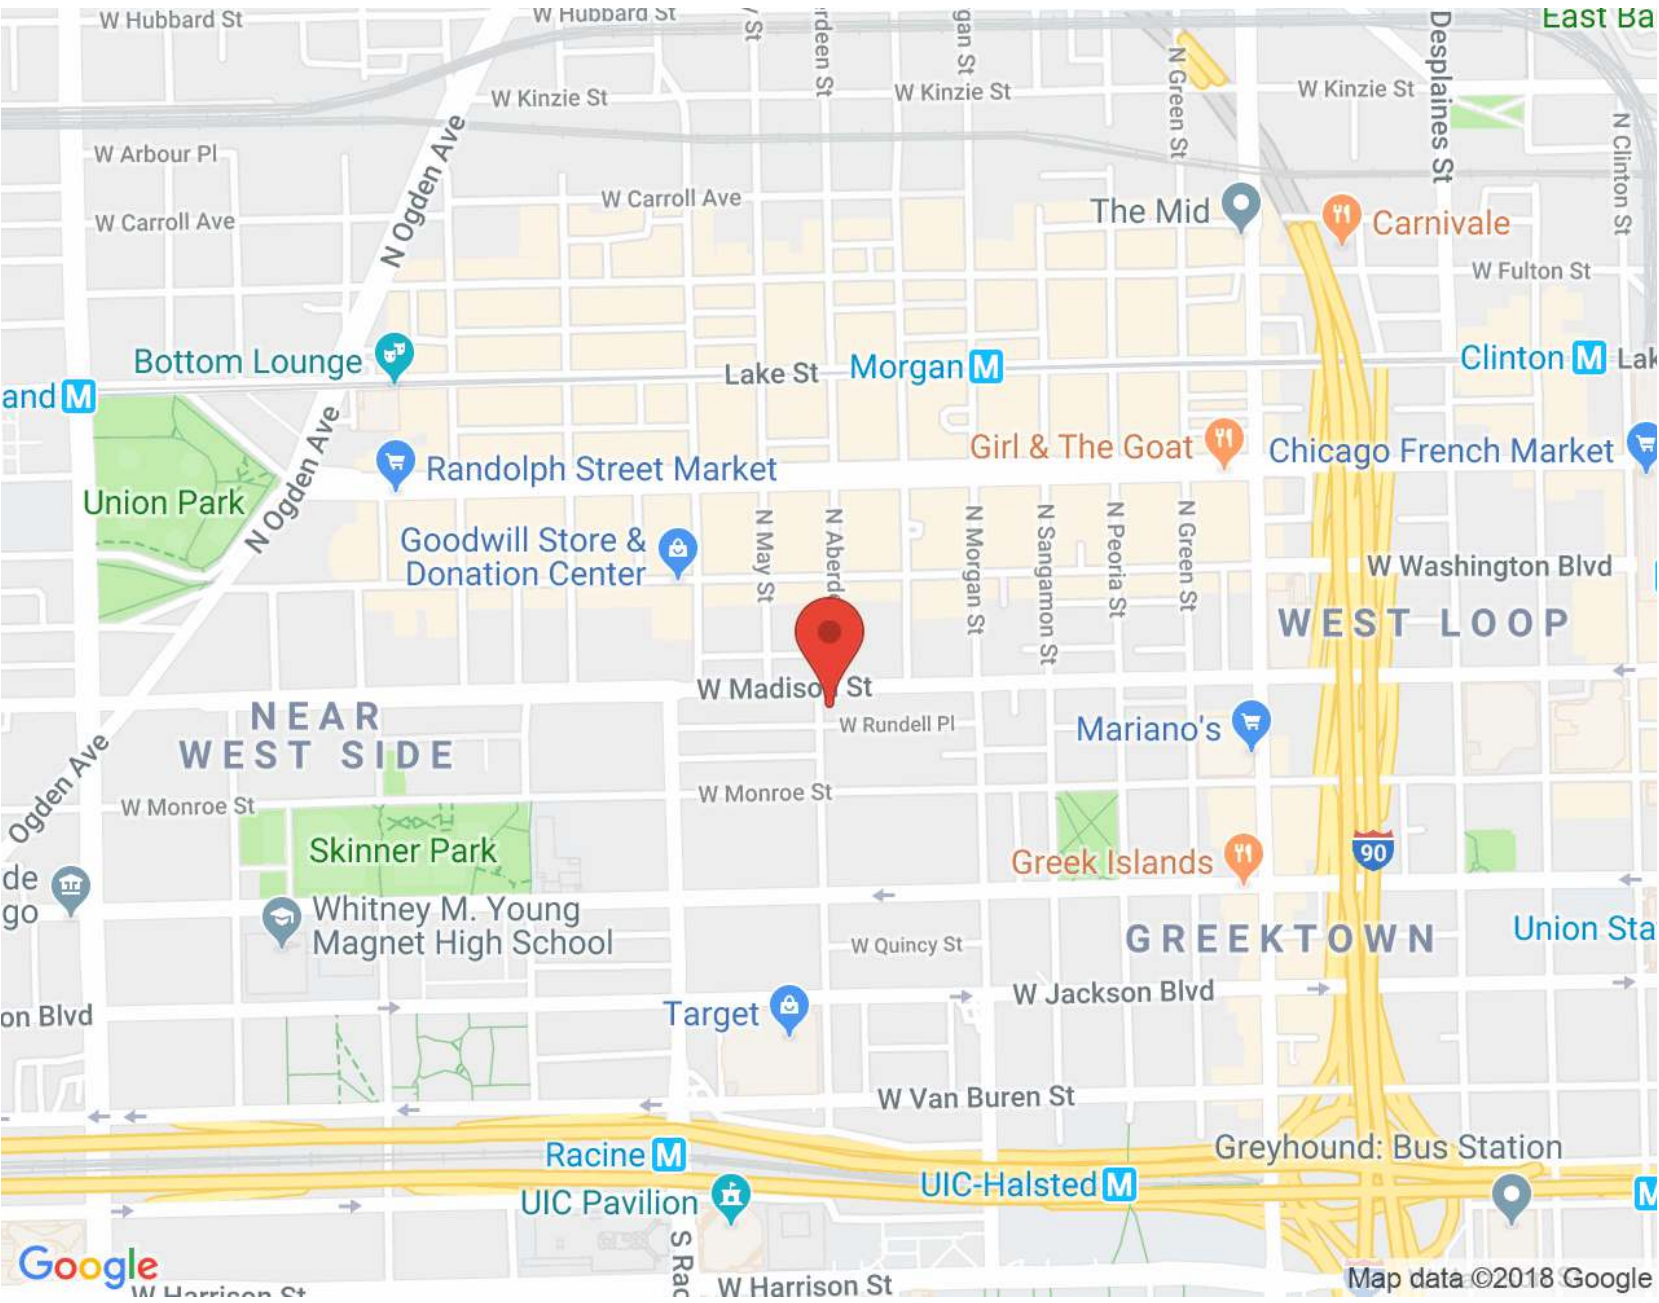 W Hubbard St
W Hubbard St
East Ba
Desplaines St
N Green St
W Kinzie St
W Kinzie St
W Kinzie St
N Clinton St
W Arbour Pl
N Ogden Ave
W Carroll Ave
W Carroll Ave
The Mid
Carnivale
W Fulton St
Bottom Lounge
Lake St
Morgan
M
Clinton
M
Lak
and
M
Girl & The Goat
Chicago French Market
Randolph Street Market
Union Park
N Ogden Ave
Goodwill Store &
Donation Center
N May St
N Aberd
N Morgan St
N Sangamon St
N Peoria St
N Green St
W Washington Blvd
WEST LOOP
W Madiso
St
W Rundell Pl
NEAR
WEST SIDE
Mariano's
Ogden Ave
W Monroe St
W Monroe St
Skinner Park
Greek Islands
90
de
go
Whitney M. Young
Magnet High School
W Quincy St
GREEKTOWN
Union Sta
on Blvd
Target
W Jackson Blvd
W Van Buren St
Racine
M
UIC-Halsted
M
Greyhound: Bus Station
UIC Pavilion
M
S Rac
Google
W Harrison St
W Harrison St
Map data ©2018 Google